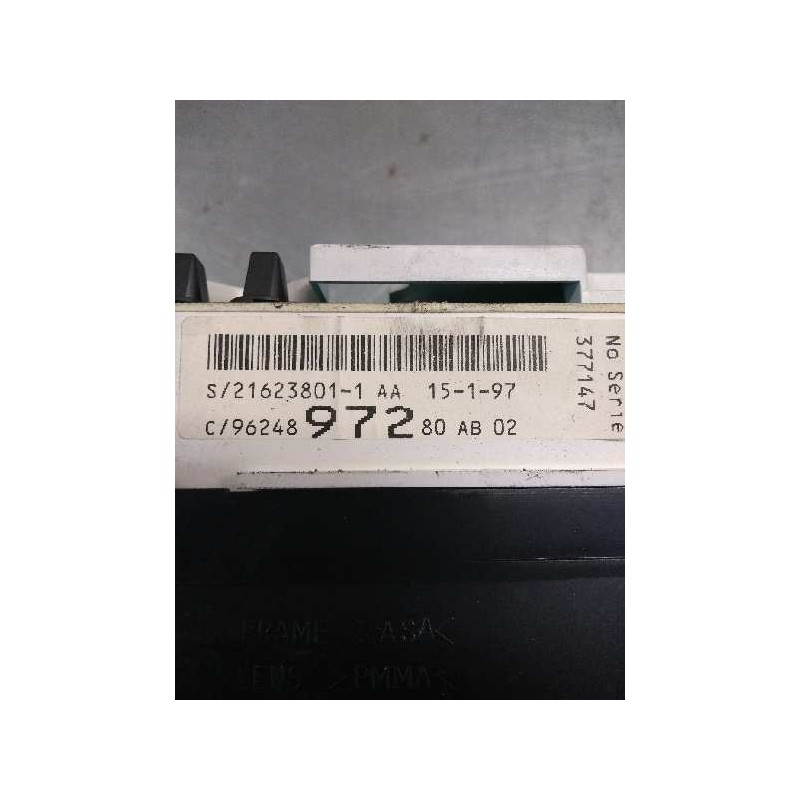 S/21623801-1 AA 15-1-97
C/96248 972 80 AB 02
No Serie
377147
FRAME >ASA<
LENS >PMMA<